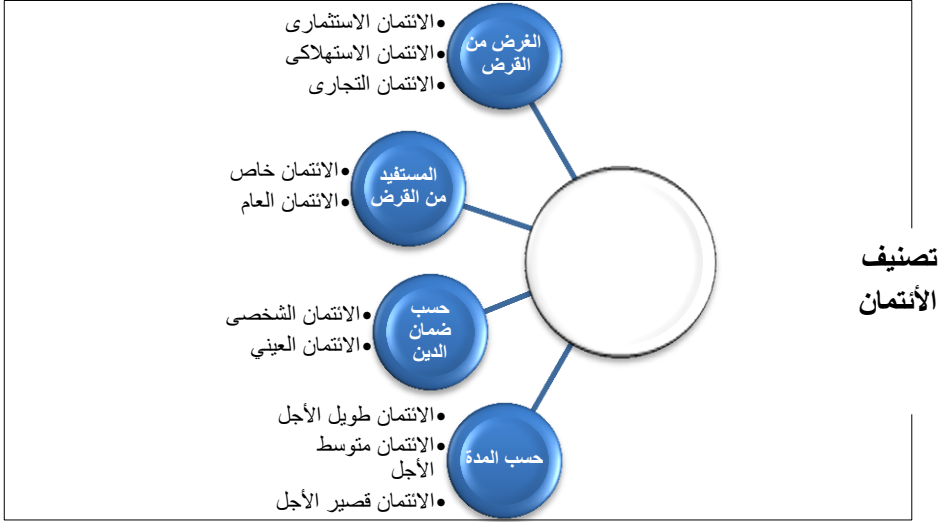 تصنيف
الأئتمان
الغرض من
القرض
•الائتمان الاستثمارى
•الائتمان الاستهلاكى
•الائتمان التجارى
المستفيد
من القرض
•الائتمان خاص
•الائتمان العام
حسب
ضمان
الدين
•الائتمان الشخصى
•الائتمان العيني
حسب المدة
•الائتمان طويل الأجل
•الائتمان متوسط
الأجل
•الائتمان قصير الأجل